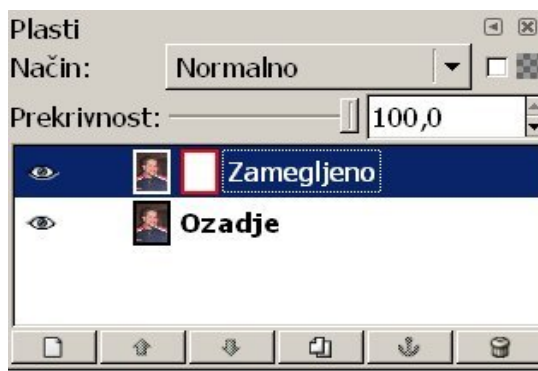 Plasti
Način: Normalno
Prekrivnost: 100,0
Zamegljeno
Ozadje